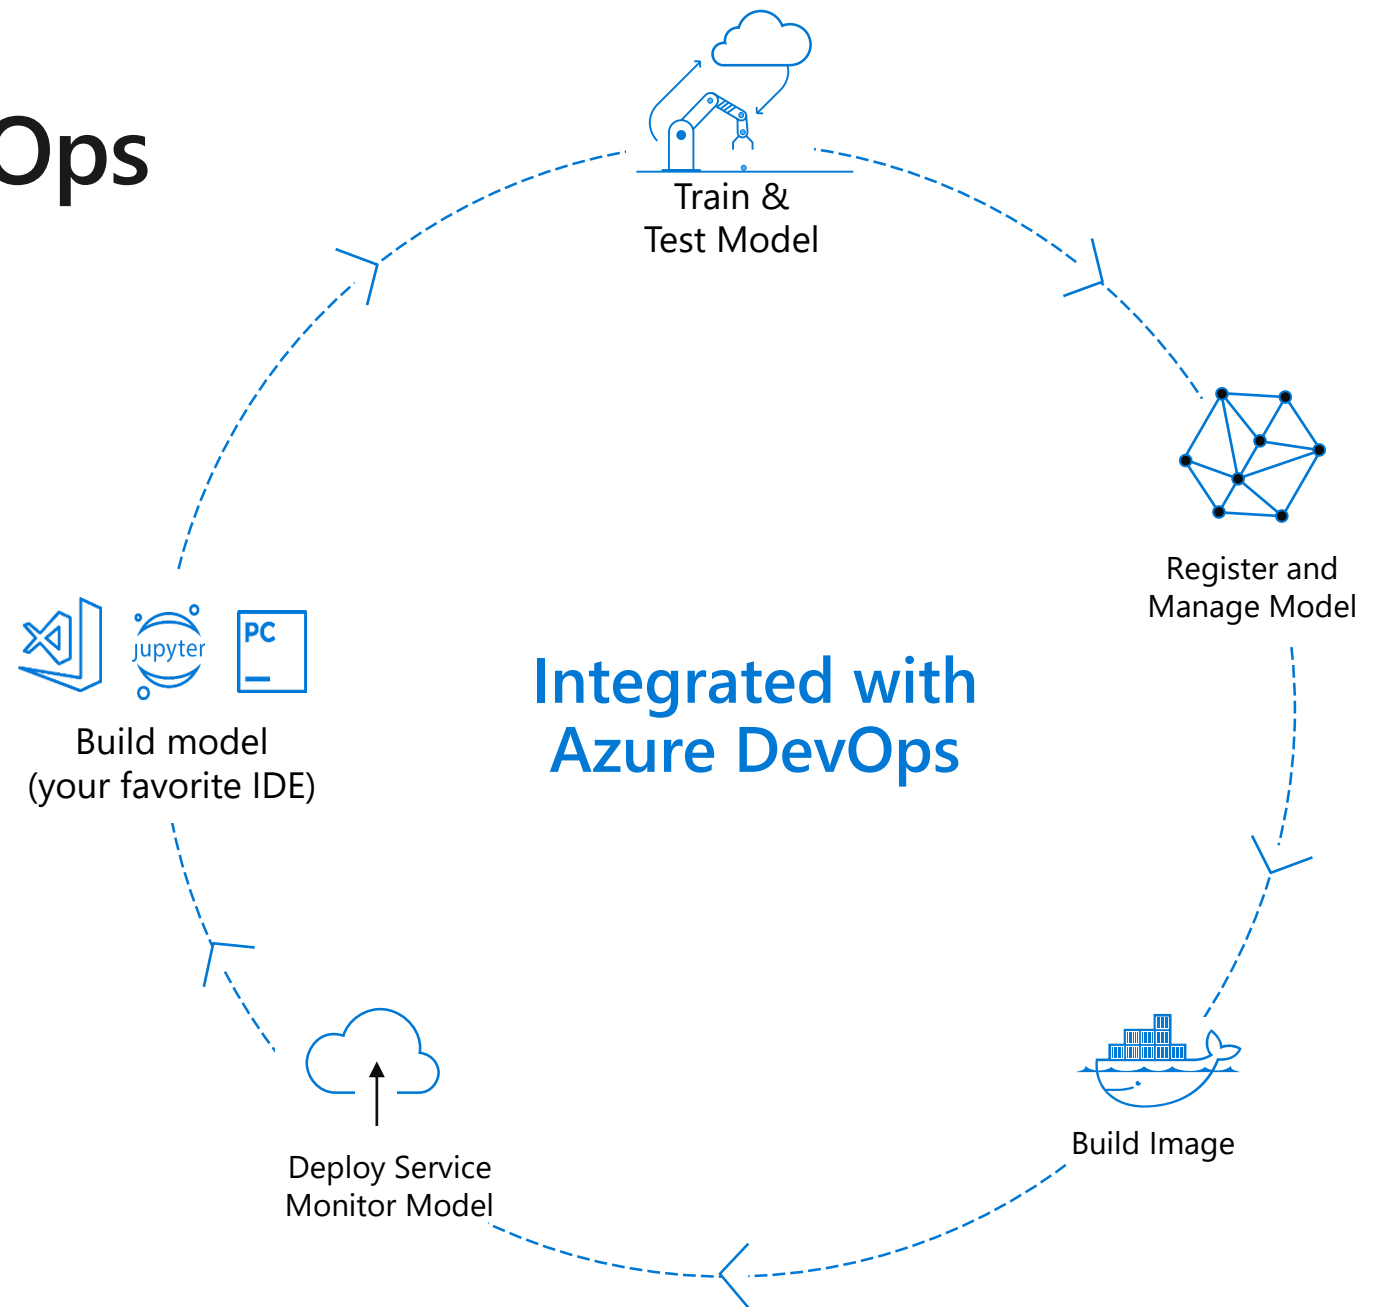 Ops
Train &
Test Model
Register and
Manage Model
jupyter
PC
Build model
(your favorite IDE)
Integrated with
Azure DevOps
Build Image
Deploy Service
Monitor Model